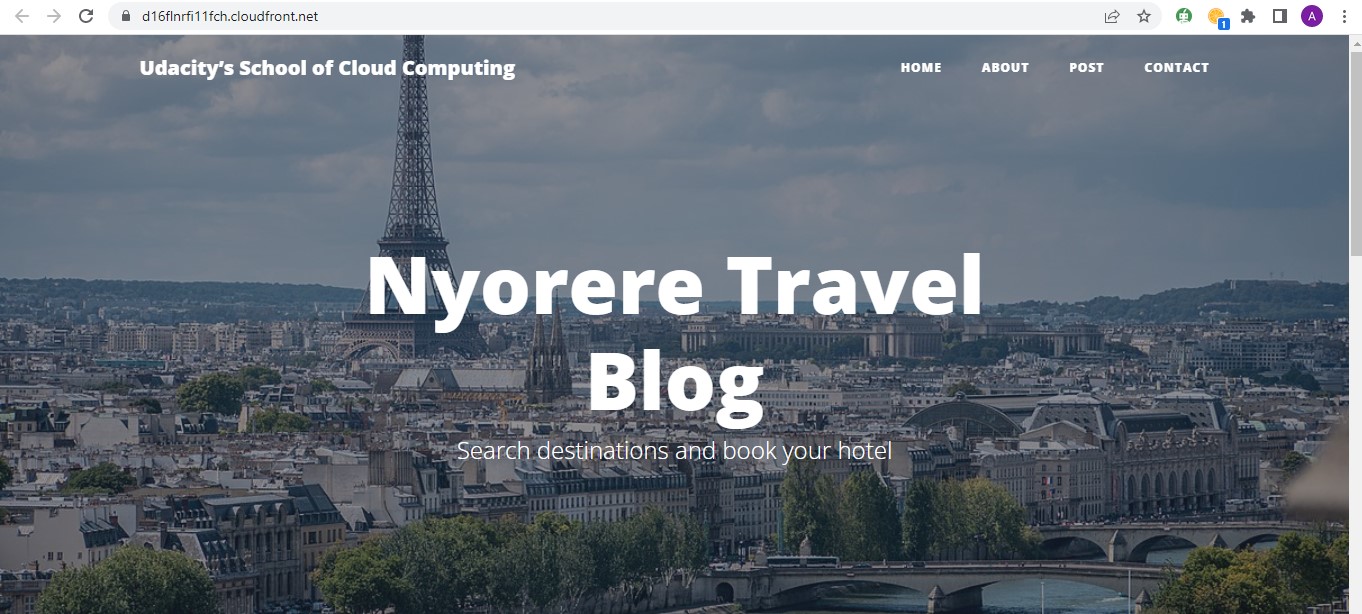 d16flnrfi11fch.cloudfront.net
1
A
Udacity’s School of Cloud Computing
HOME ABOUT POST CONTACT
Nyorere Travel
Blog
Search destinations and book your hotel